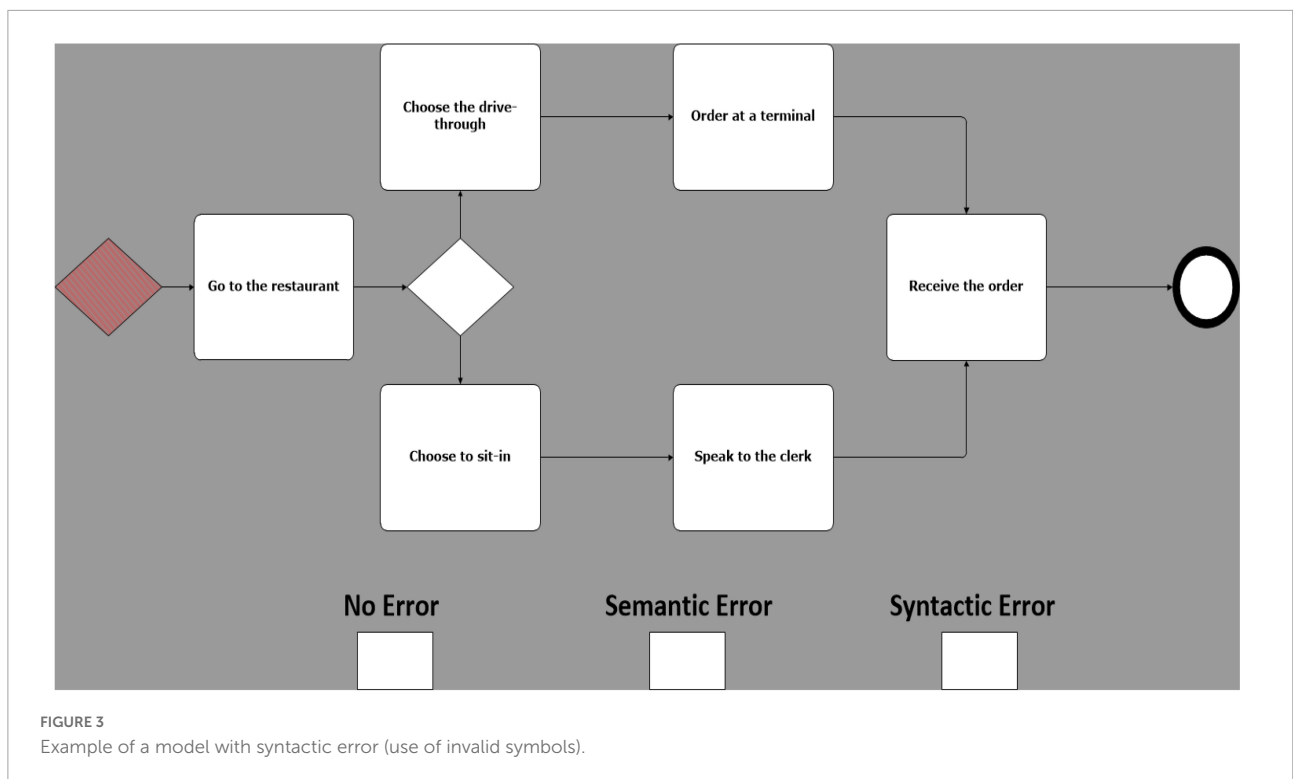 Choose the drive-
through
Order at a terminal
Go to the restaurant
Receive the order
Choose to sit-in
Speak to the clerk
No Error
Semantic Error
Syntactic Error
FIGURE 3
Example of a model with syntactic error (use of invalid symbols).